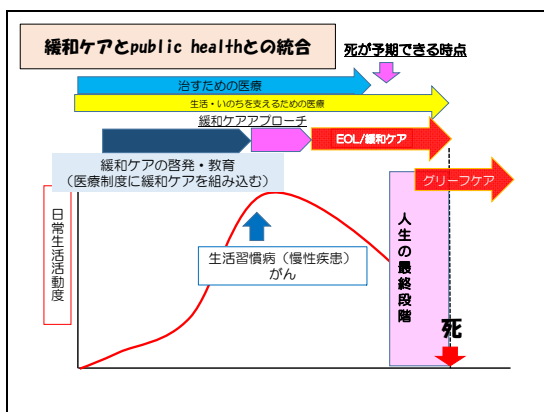 緩和ケアとpublic healthとの統合
死が予期できる時点
治すための医療
生活・いのちを支えるための医療
緩和ケアアプローチ
EOL/緩和ケア
緩和ケアの啓発・教育
（医療制度に緩和ケアを組み込む）
グリーフケア
日常生活活動度
生活習慣病（慢性疾患）
がん
人生の最終段階
死